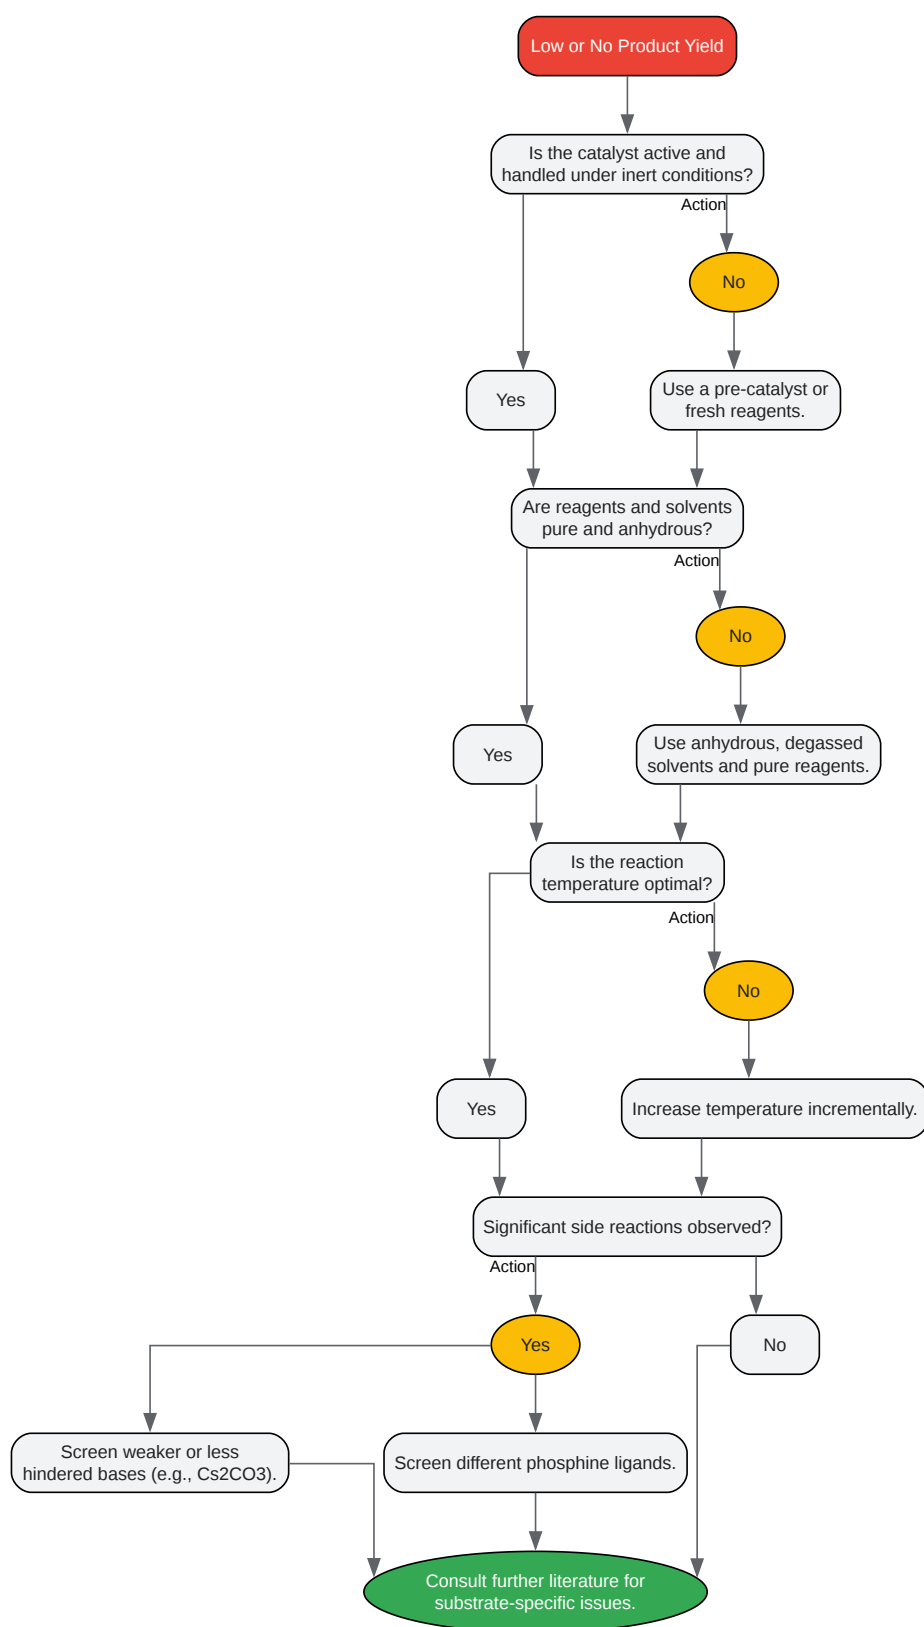 Low or No Product Yield
Is the catalyst active and
handled under inert conditions?
Action
No
Yes
Use a pre-catalyst or
fresh reagents.
Are reagents and solvents
pure and anhydrous?
Action
No
Yes
Use anhydrous, degassed
solvents and pure reagents.
Is the reaction
temperature optimal?
Action
No
Yes
Increase temperature incrementally.
Significant side reactions observed?
Action
Yes
No
Screen weaker or less
hindered bases (e.g., Cs2CO3).
Screen different phosphine ligands.
Consult further literature for
substrate-specific issues.